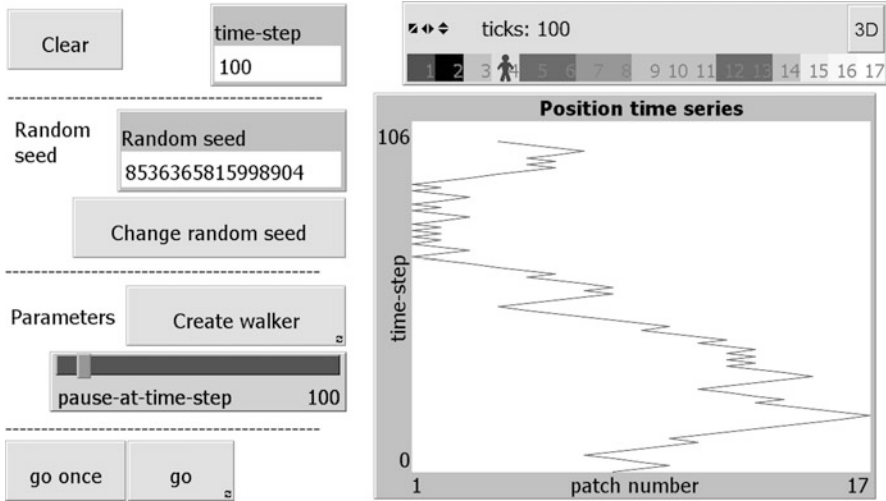 Clear
time-step
100
Random seed
Random seed
8536365815998904
Change random seed
Parameters
Create walker
pause-at-time-step 100
go once
go
ticks: 100
3D
1 2 3 4 5 6 7 8 9 10 11 12 13 14 15 16 17
Position time series
106
time-step
0
1 patch number 17